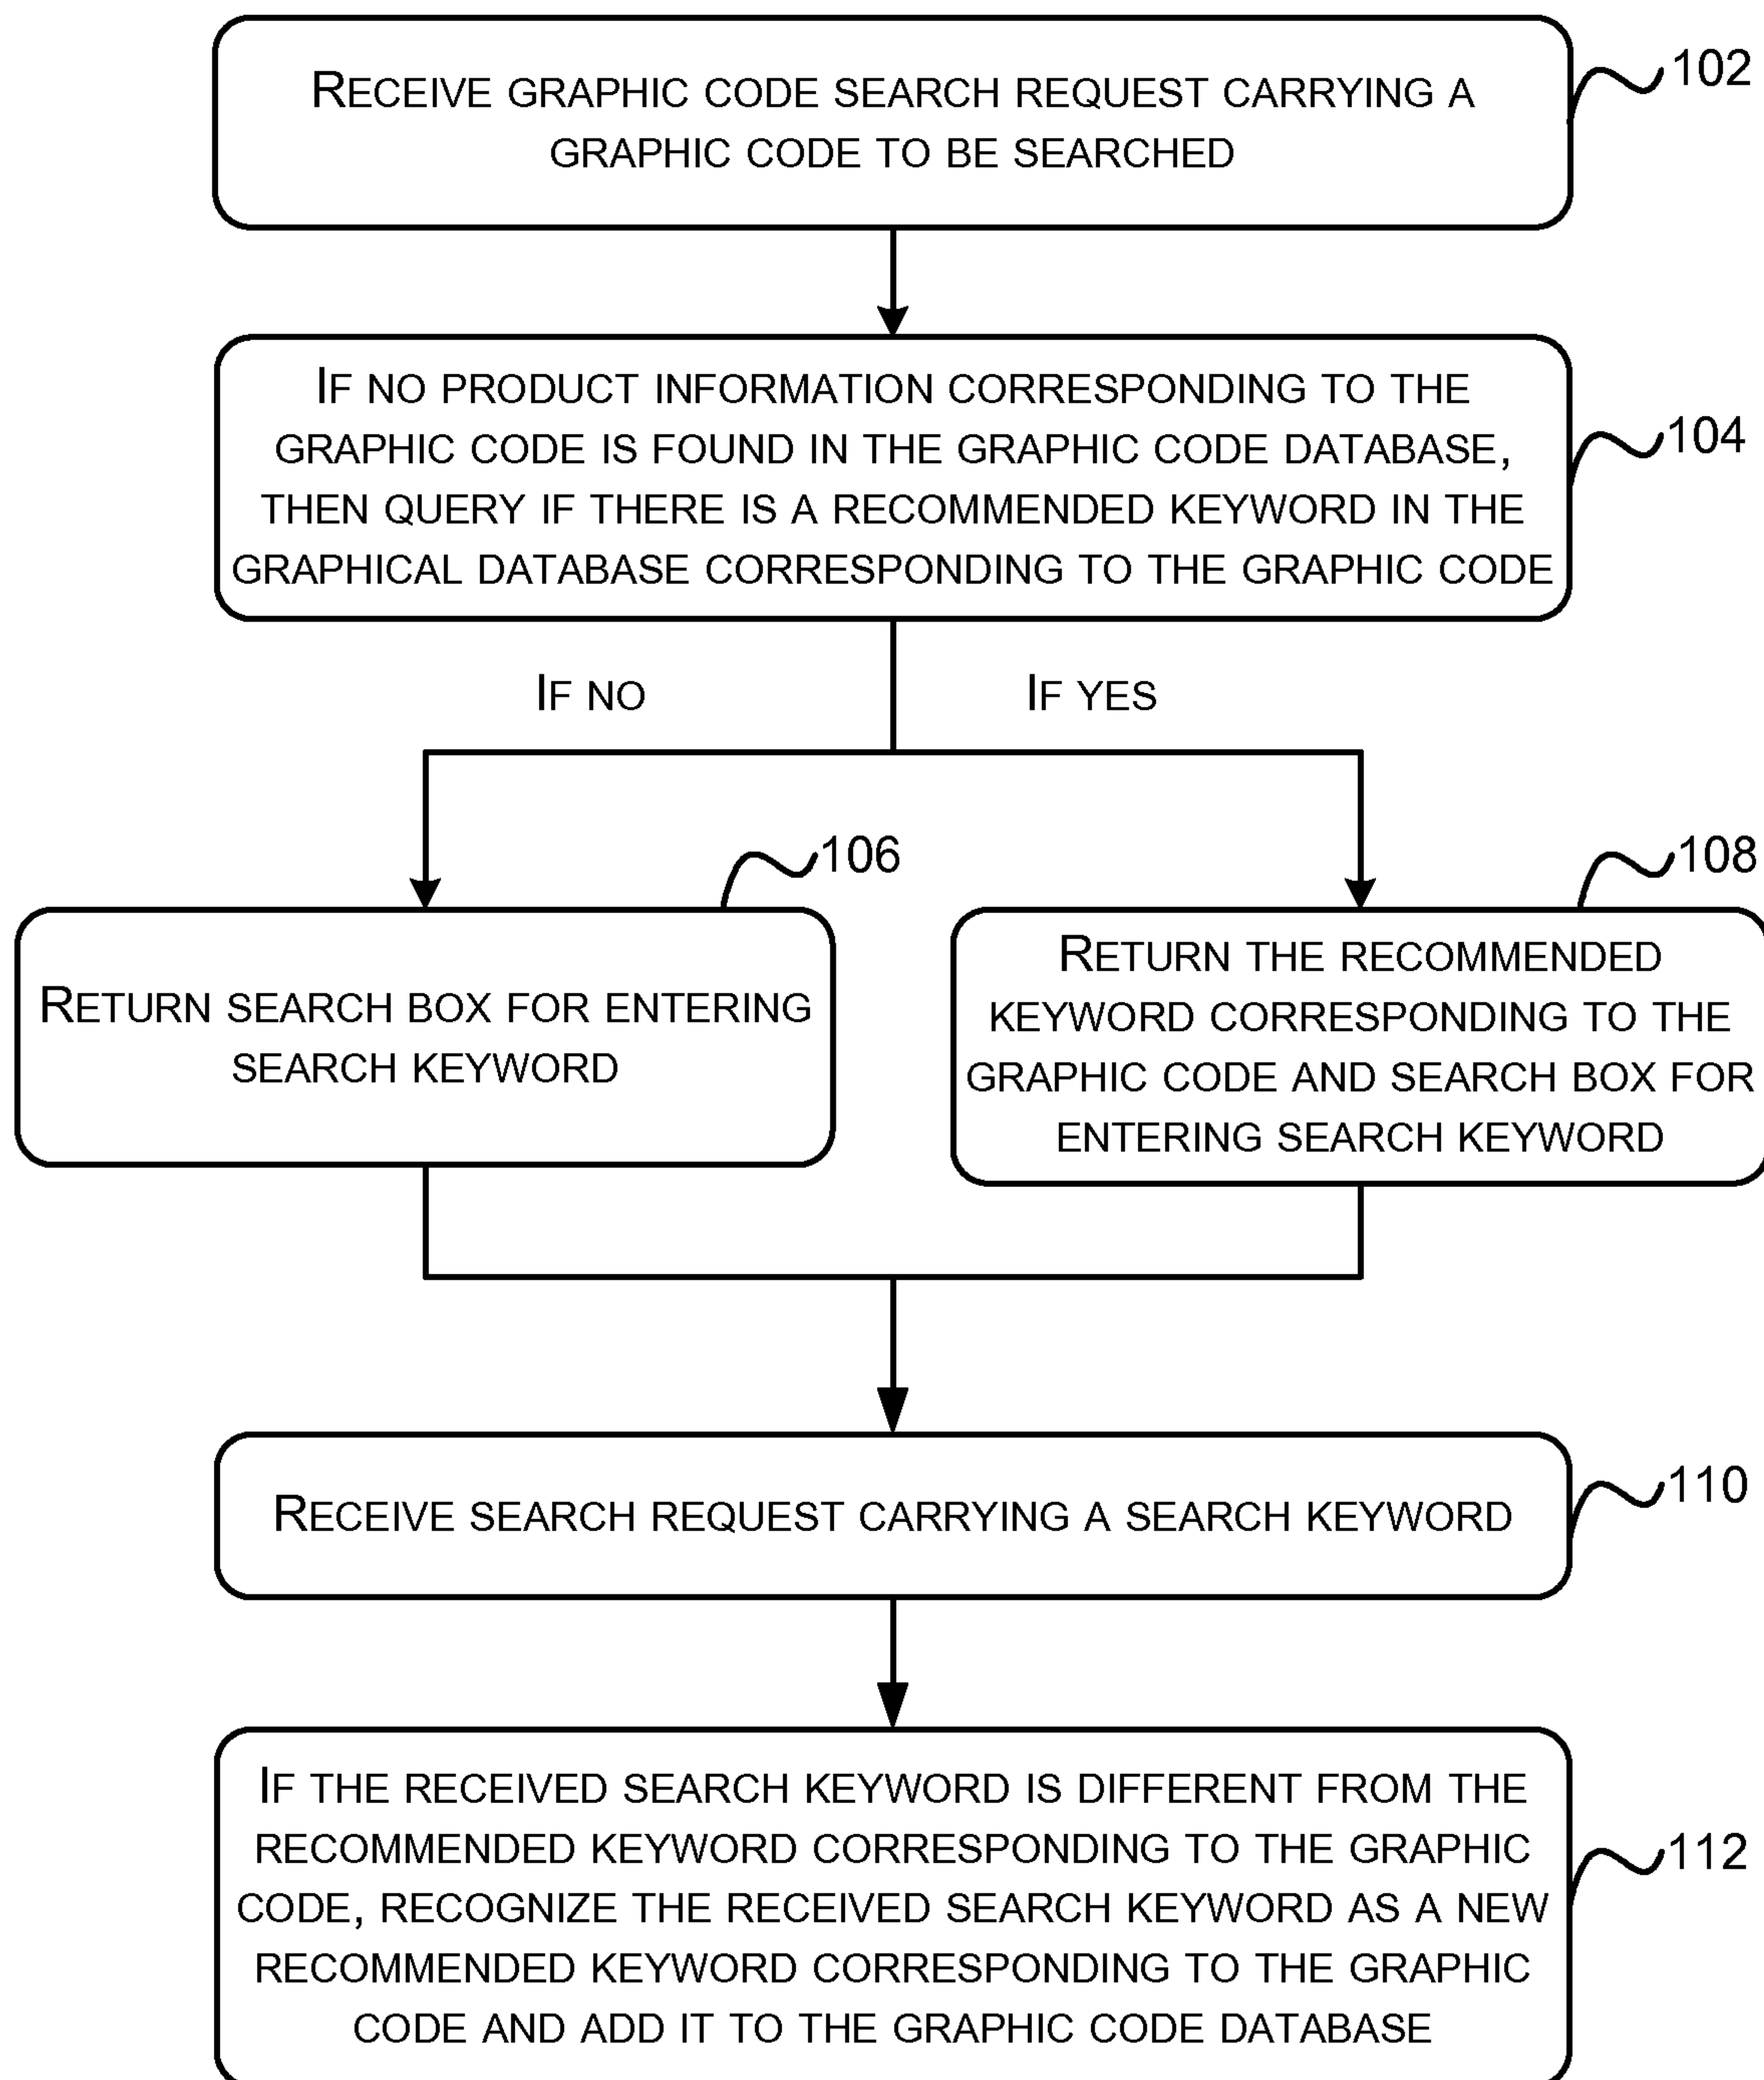 RECEIVE GRAPHIC CODE SEARCH REQUEST CARRYING A
GRAPHIC CODE TO BE SEARCHED
102
IF NO PRODUCT INFORMATION CORRESPONDING TO THE
GRAPHIC CODE IS FOUND IN THE GRAPHIC CODE DATABASE,
THEN QUERY IF THERE IS A RECOMMENDED KEYWORD IN THE
GRAPHICAL DATABASE CORRESPONDING TO THE GRAPHIC CODE
104
IF NO
IF YES
106
RETURN SEARCH BOX FOR ENTERING
SEARCH KEYWORD
108
RETURN THE RECOMMENDED
KEYWORD CORRESPONDING TO THE
GRAPHIC CODE AND SEARCH BOX FOR
ENTERING SEARCH KEYWORD
RECEIVE SEARCH REQUEST CARRYING A SEARCH KEYWORD
110
IF THE RECEIVED SEARCH KEYWORD IS DIFFERENT FROM THE
RECOMMENDED KEYWORD CORRESPONDING TO THE GRAPHIC
CODE, RECOGNIZE THE RECEIVED SEARCH KEYWORD AS A NEW
RECOMMENDED KEYWORD CORRESPONDING TO THE GRAPHIC
CODE AND ADD IT TO THE GRAPHIC CODE DATABASE
112